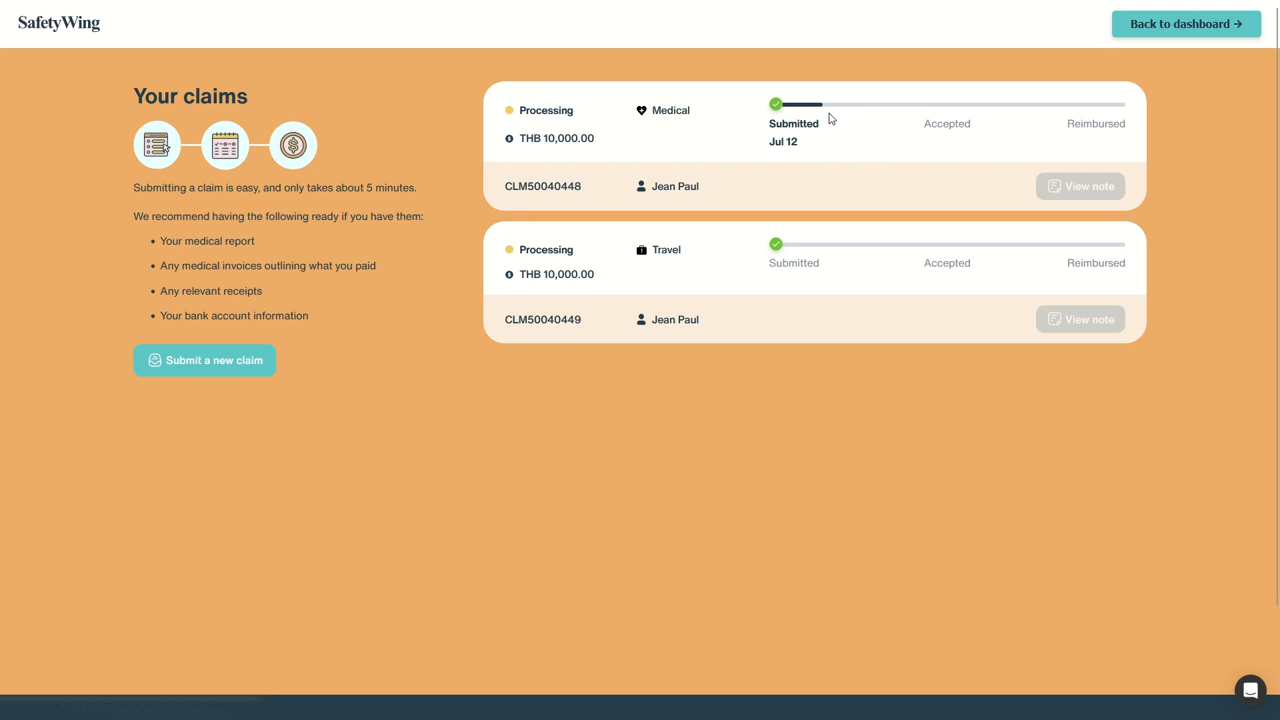 SafetyWing
Back to dashboard →
Your claims
Submitting a claim is easy, and only takes about 5 minutes.
We recommend having the following ready if you have them:
• Your medical report
• Any medical invoices outlining what you paid
• Any relevant receipts
• Your bank account information
Submit a new claim
Processing
Medical
THB 10,000.00
Submitted
Accepted
Reimbursed
Jul 12
CLM50040448
Jean Paul
View note
Processing
Travel
THB 10,000.00
Submitted
Accepted
Reimbursed
CLM50040449
Jean Paul
View note